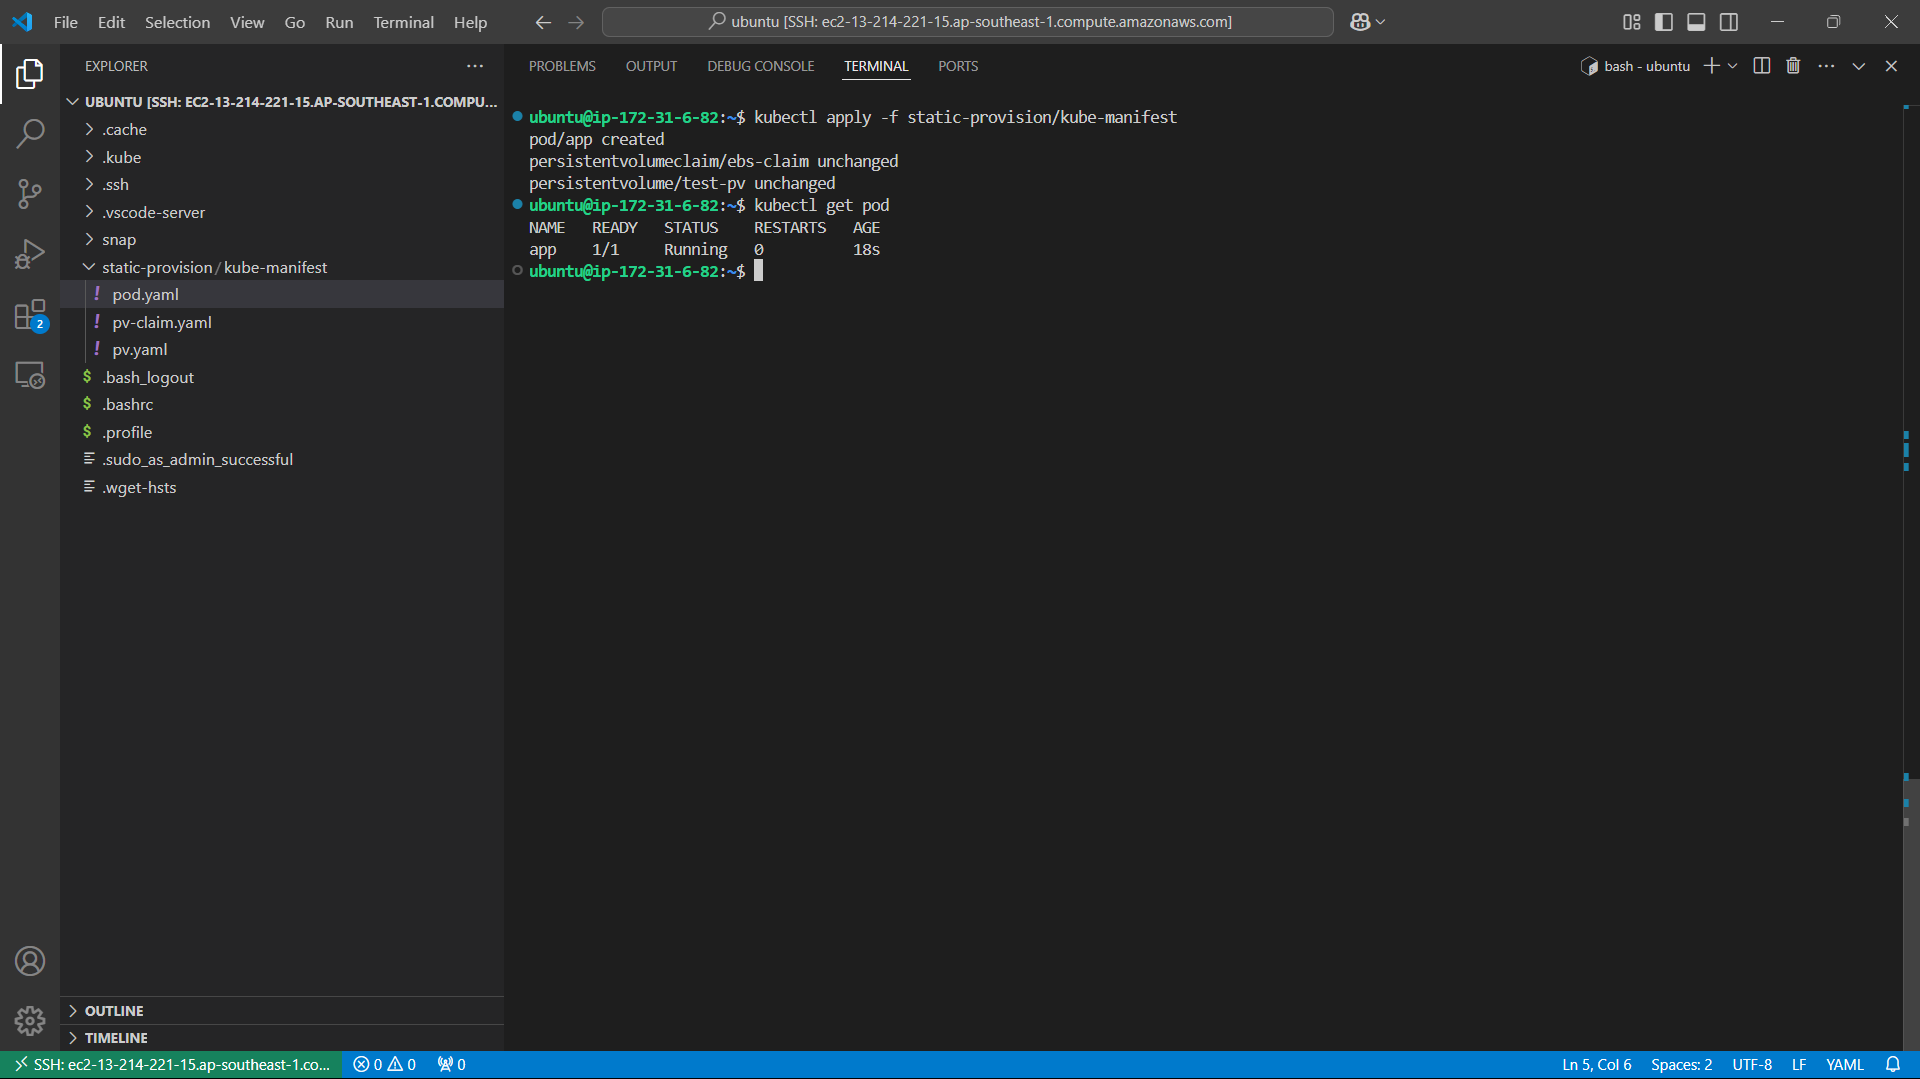 File Edit Selection View Go Run Terminal Help
ubuntu [SSH: ec2-13-214-221-15.ap-southeast-1.compute.amazonaws.com]
EXPLORER
UBUNTU [SSH: EC2-13-214-221-15.AP-SOUTHEAST-1.COMPU...
.cache
.kube
.ssh
.vscode-server
snap
static-provision / kube-manifest
! pod.yaml
! pv-claim.yaml
! pv.yaml
$ .bash_logout
$ .bashrc
$ .profile
.sudo_as_admin_successful
.wget-hsts
2
OUTLINE
TIMELINE
PROBLEMS OUTPUT DEBUG CONSOLE TERMINAL PORTS
bash - ubuntu
ubuntu@ip-172-31-6-82:~$ kubectl apply -f static-provision/kube-manifest
pod/app created
persistentvolumeclaim/ebs-claim unchanged
persistentvolume/test-pv unchanged
ubuntu@ip-172-31-6-82:~$ kubectl get pod
NAME READY STATUS RESTARTS AGE
app 1/1 Running 0 18s
ubuntu@ip-172-31-6-82:~$
SSH: ec2-13-214-221-15.ap-southeast-1.co... 0 0 0
Ln 5, Col 6 Spaces: 2 UTF-8 LF YAML